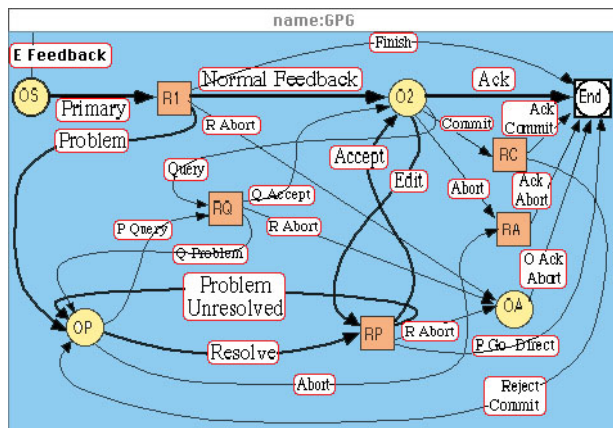 name:GPG
Finish
E Feedback
Normal Feedback
Ack
OS
R1
O2
End
Primary
Ack
Commit
Problem
R Abort
Commit
Accept
RC
Query
Edit
Abort
Ack
Abort
Q Accept
RQ
P Query
R Abort
RA
Q Problem
O Ack
Abort
Problem
Unresolved
OA
OP
RP
R Abort
Resolve
P Go-Direct
Abort
Reject
Commit